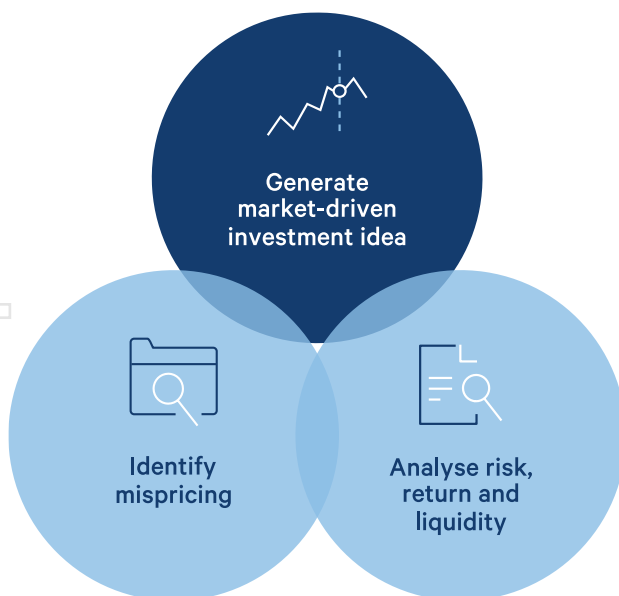 Generate
market-driven
investment idea
Identify
mispricing
Analyse risk,
return and
liquidity